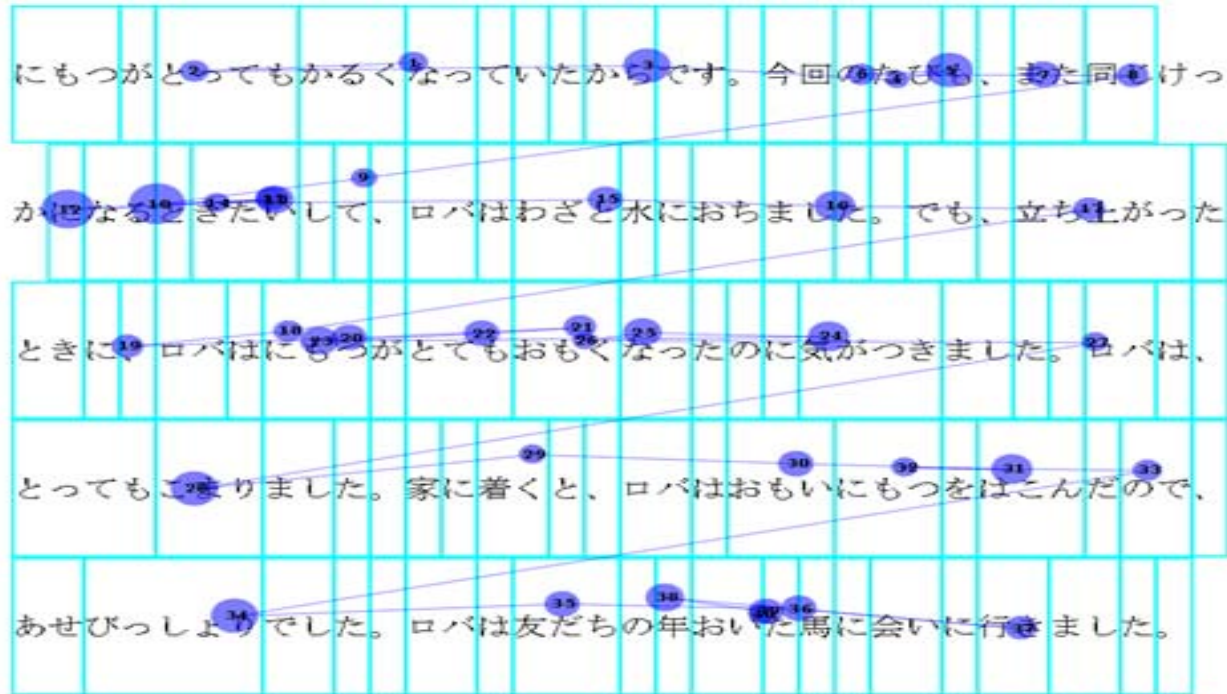 にもつがとってもかるくなっていたからです。今回のたびも、また同じけっ
かになるときたいして、ロバはわざと水におちました。でも、立ち上がった
ときに、ロバはにもつがとてもおもくなったのに気がつきました。ロバは、
とってもこまりました。家に着くと、ロバはおもいにもつをはこんだので、
あせびっしょりでした。ロバは友だちの年おいた馬に会いに行きました。